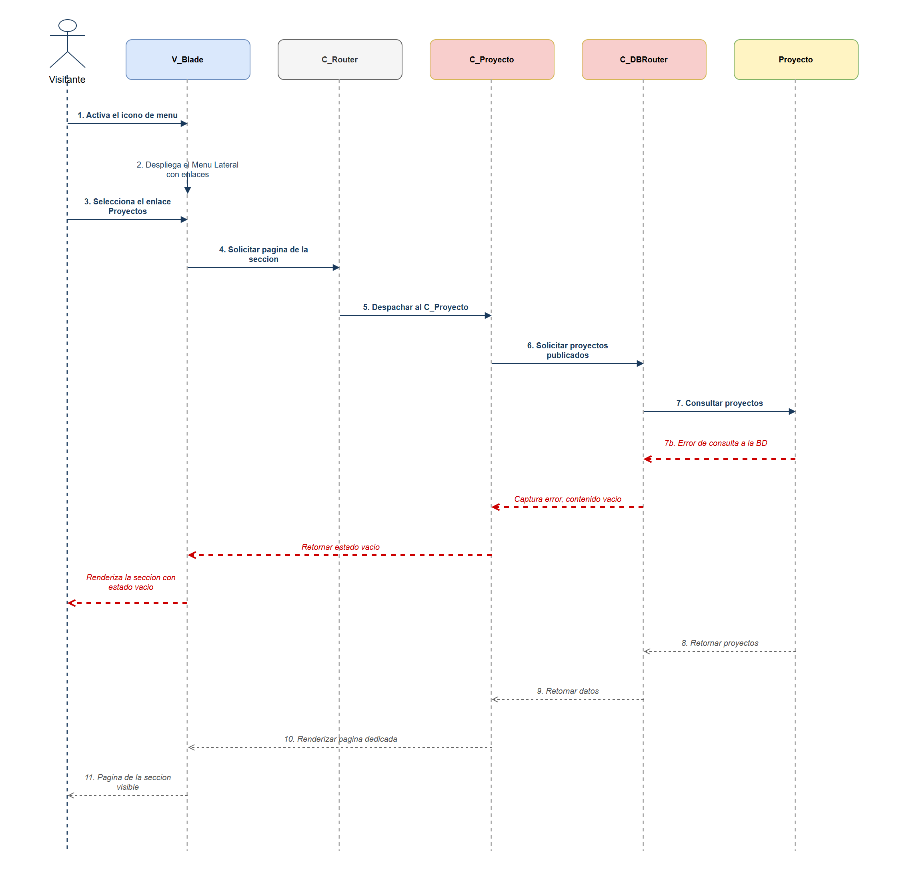 V_Blade
C_Router
C_Proyecto
C_DBRouter
Proyecto
Visitante
1. Activa el icono de menu
2. Despliega el Menu Lateral
con enlaces
3. Selecciona el enlace
Proyectos
4. Solicitar pagina de la
seccion
5. Despachar al C_Proyecto
6. Solicitar proyectos
publicados
7. Consultar proyectos
7b. Error de consulta a la BD
Captura error: contenido vacio
Retornar estado vacio
Renderiza la seccion con
estado vacio
8. Retornar proyectos
9. Retornar datos
10. Renderizar pagina dedicada
11. Pagina de la seccion
visible